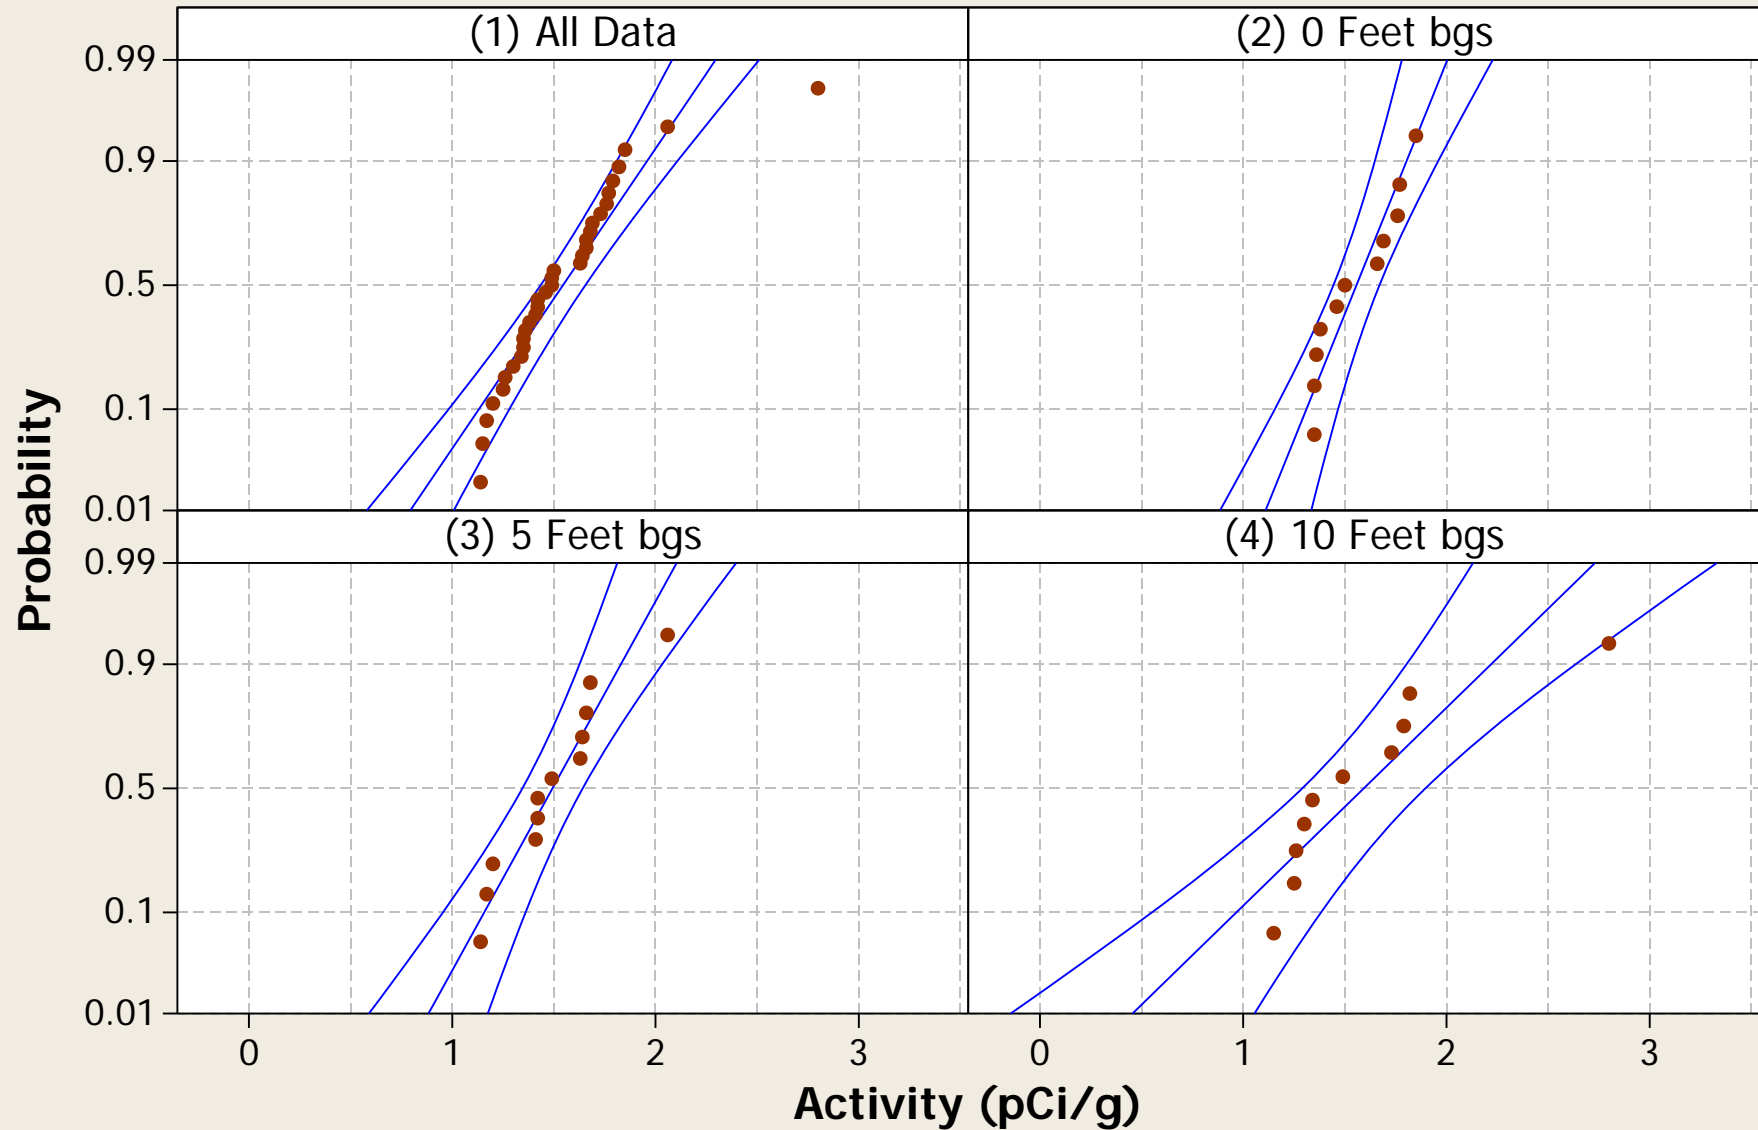 (1) All Data
(2) 0 Feet bgs
0.99
0.9
0.5
0.1
0.01
(3) 5 Feet bgs
(4) 10 Feet bgs
0.99
0.9
0.5
0.1
0.01
Probability
0 1 2 3
0 1 2 3
Activity (pCi/g)